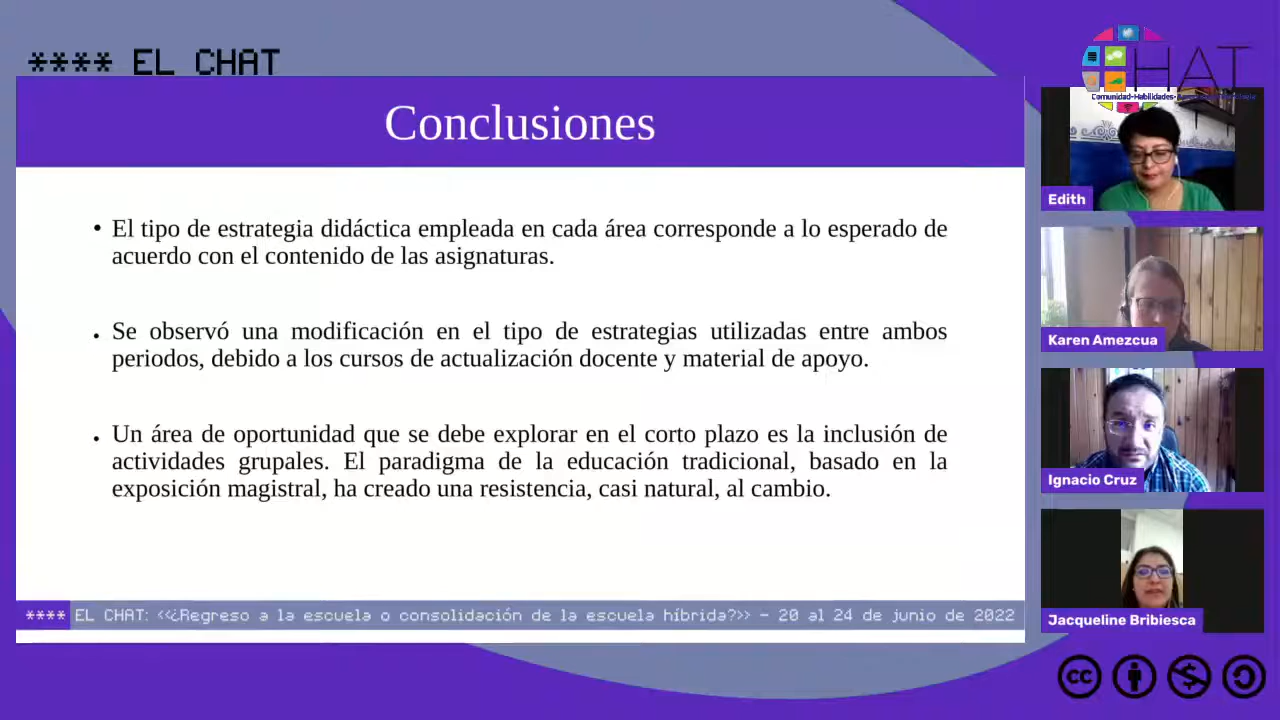 **** EL CHAT
HAT
Comunidad-Habilidades-
Conclusiones
• El tipo de estrategia didáctica empleada en cada área corresponde a lo esperado de
acuerdo con el contenido de las asignaturas.
• Se observó una modificación en el tipo de estrategias utilizadas entre ambos
periodos, debido a los cursos de actualización docente y material de apoyo.
• Un área de oportunidad que se debe explorar en el corto plazo es la inclusión de
actividades grupales. El paradigma de la educación tradicional, basado en la
exposición magistral, ha creado una resistencia, casi natural, al cambio.
**** EL CHAT: <<¿Regreso a la escuela o consolidación de la escuela híbrida?>> – 20 al 24 de junio de 2022
Edith
Karen Amezcua
Ignacio Cruz
Jacqueline Bribiesca
cc